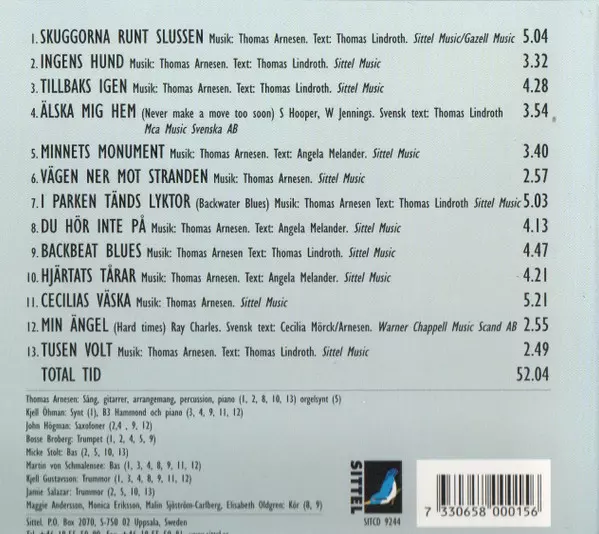 1. SKUGGORNA RUNT SLUSSEN Musik: Thomas Arnesen. Text: Thomas Lindroth. Sittel Music/Gazell Music 5.04
2. INGENS HUND Musik: Thomas Arnesen. Text: Thomas Lindroth. Sittel Music 3.32
3. TILLBAKS IGEN Musik: Thomas Arnesen. Text: Thomas Lindroth. Sittel Music 4.28
4. ÄLSKA MIG HEM (Never make a move too soon) S Hooper, W Jennings. Svensk text: Thomas Lindroth 3.54
Mca Music Svenska AB
5. MINNETS MONUMENT Musik: Thomas Arnesen. Text: Angela Melander. Sittel Music 3.40
6. VÄGEN NER MOT STRANDEN Musik: Thomas Arnesen. Text: Thomas Lindroth. Sittel Music 2.57
7. I PARKEN TÄNDS LYKTOR (Backwater Blues) Musik: Thomas Arnesen Text: Thomas Lindroth Sittel Music 5.03
8. DU HÖR INTE PÅ Musik: Thomas Arnesen. Text: Angela Melander. Sittel Music 4.13
9. BACKBEAT BLUES Musik: Thomas Arnesen Text: Thomas Lindroth. Sittel Music 4.47
10. HJÄRTATS TÅRAR Musik: Thomas Arnesen. Text: Angela Melander. Sittel Music 4.21
11. CECILIAS VÄSKA Musik: Thomas Arnesen. Sittel Music 5.21
12. MIN ÄNGEL (Hard times) Ray Charles. Svensk text: Cecilia Mörck/Arnesen. Warner Chappell Music Scand AB 2.55
13. TUSEN VOLT Musik: Thomas Arnesen. Text: Thomas Lindroth. Sittel Music 2.49
TOTAL TID 52.04
Thomas Arnesen: Sång, gitarrer, arrangemang, percussion, piano (1, 2, 8, 10, 13) orgelsynt (5)
Kjell Öhman: Synt (1), B3 Hammond och piano (3, 4, 9, 11, 12)
John Högman: Saxofoner (2,4 , 9, 12)
Bosse Broberg: Trumpet (1, 2, 4, 5, 9)
Micke Stolt: Bas (2, 5, 10, 13)
Martin von Schmalensee: Bas (1, 3, 4, 8, 9, 11, 12)
Kjell Gustavsson: Trummor (1, 3, 4, 8, 9, 11, 12)
Jamie Salazar: Trummor (2, 5, 10, 13)
Maggie Andersson, Monica Eriksson, Malin Sjöström-Carlberg, Elisabeth Oldgren: Kör (8, 9)
Sittel. P.O. Box 2070, S-750 02 Uppsala, Sweden
SITTEL
SITCD 9244
7 330658 000156